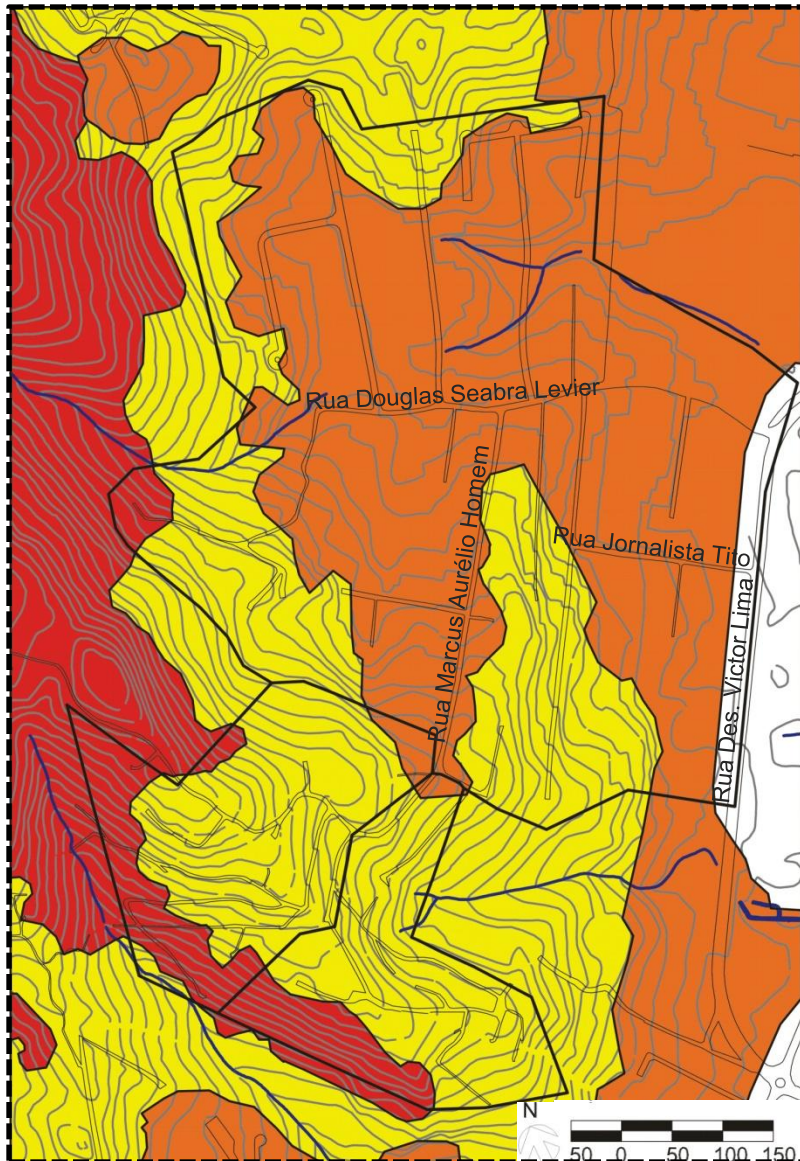 Rua Douglas Seabra Levier
Rua Marcus Aurélio Homem
Rua Jornalista Tito
Rua Des. Victor Lima
N
50 0 50 100 150